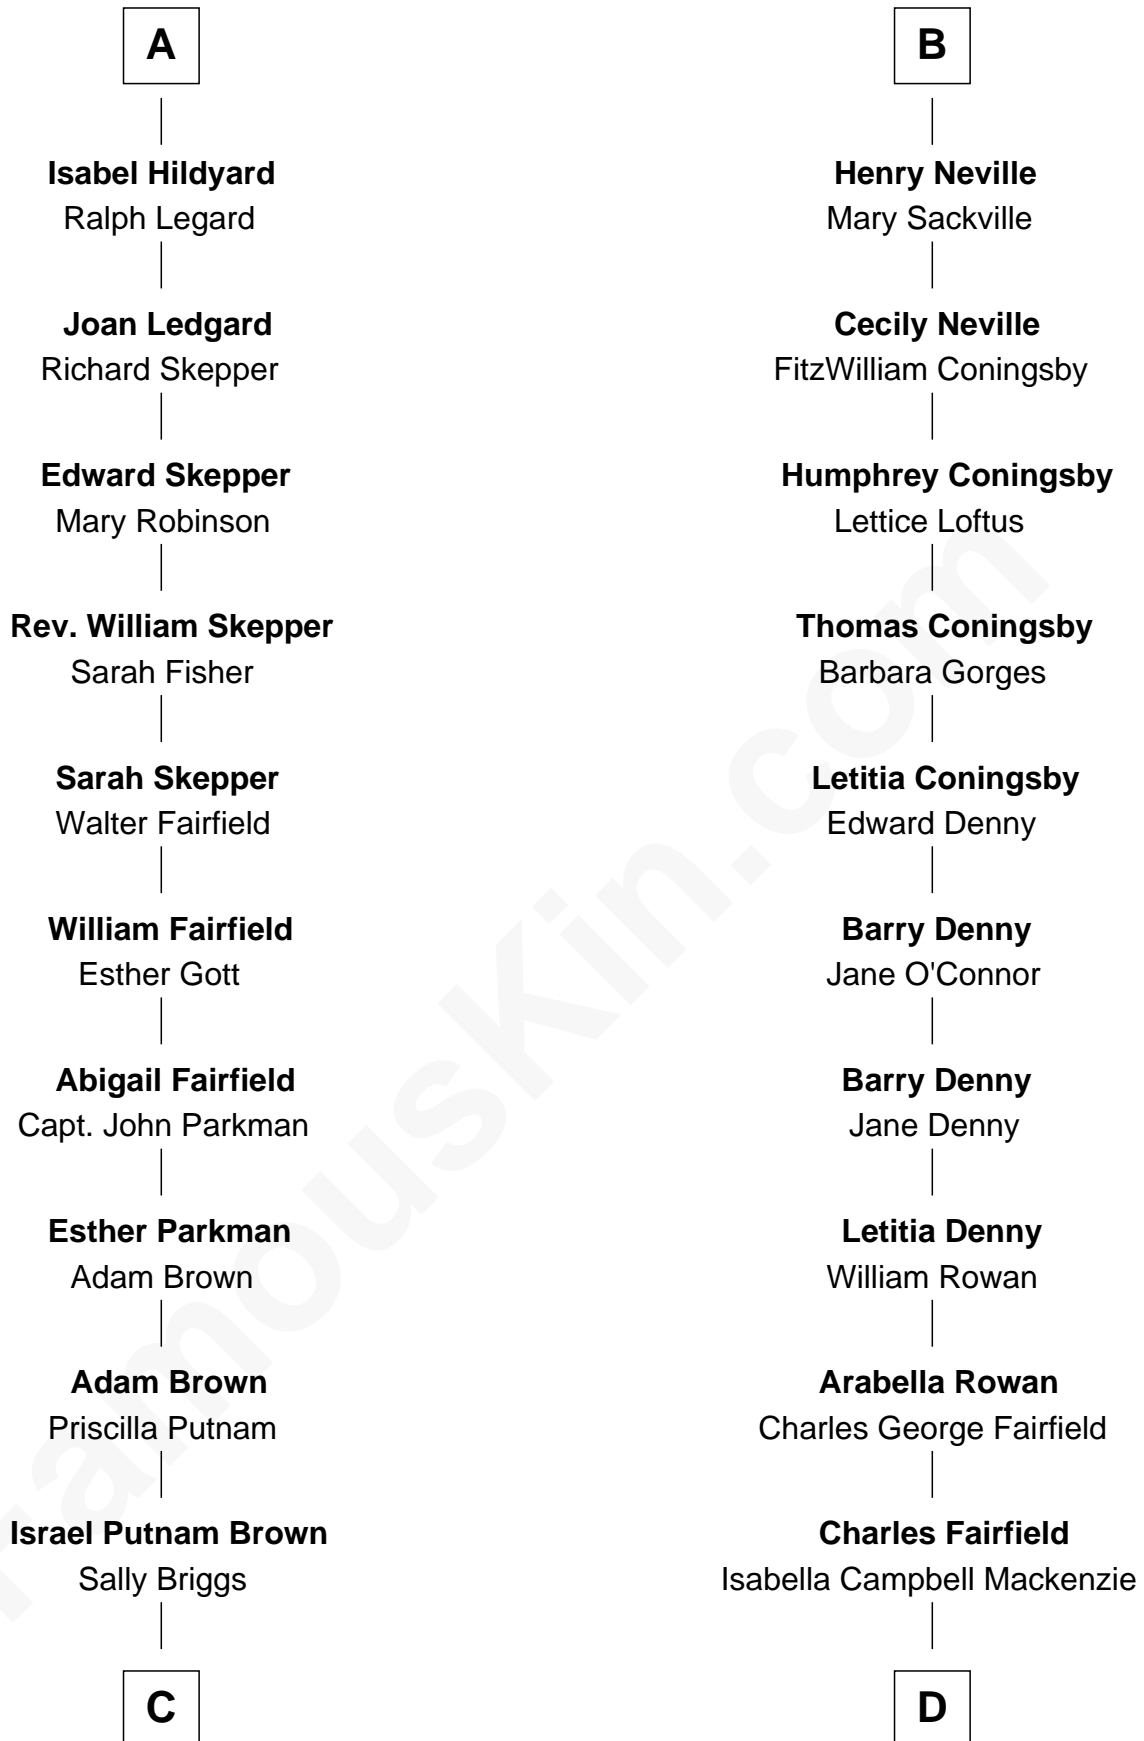 A
Isabel Hildyard
Ralph Legard
Joan Ledgard
Richard Skepper
Edward Skepper
Mary Robinson
Rev. William Skepper
Sarah Fisher
Sarah Skepper
Walter Fairfield
William Fairfield
Esther Gott
Abigail Fairfield
Capt. John Parkman
Esther Parkman
Adam Brown
Adam Brown
Priscilla Putnam
Israel Putnam Brown
Sally Briggs
C
B
Henry Neville
Mary Sackville
Cecily Neville
FitzWilliam Coningsby
Humphrey Coningsby
Lettice Loftus
Thomas Coningsby
Barbara Gorges
Letitia Coningsby
Edward Denny
Barry Denny
Jane O'Connor
Barry Denny
Jane Denny
Letitia Denny
William Rowan
Arabella Rowan
Charles George Fairfield
Charles Fairfield
Isabella Campbell Mackenzie
D
FamousKin.com